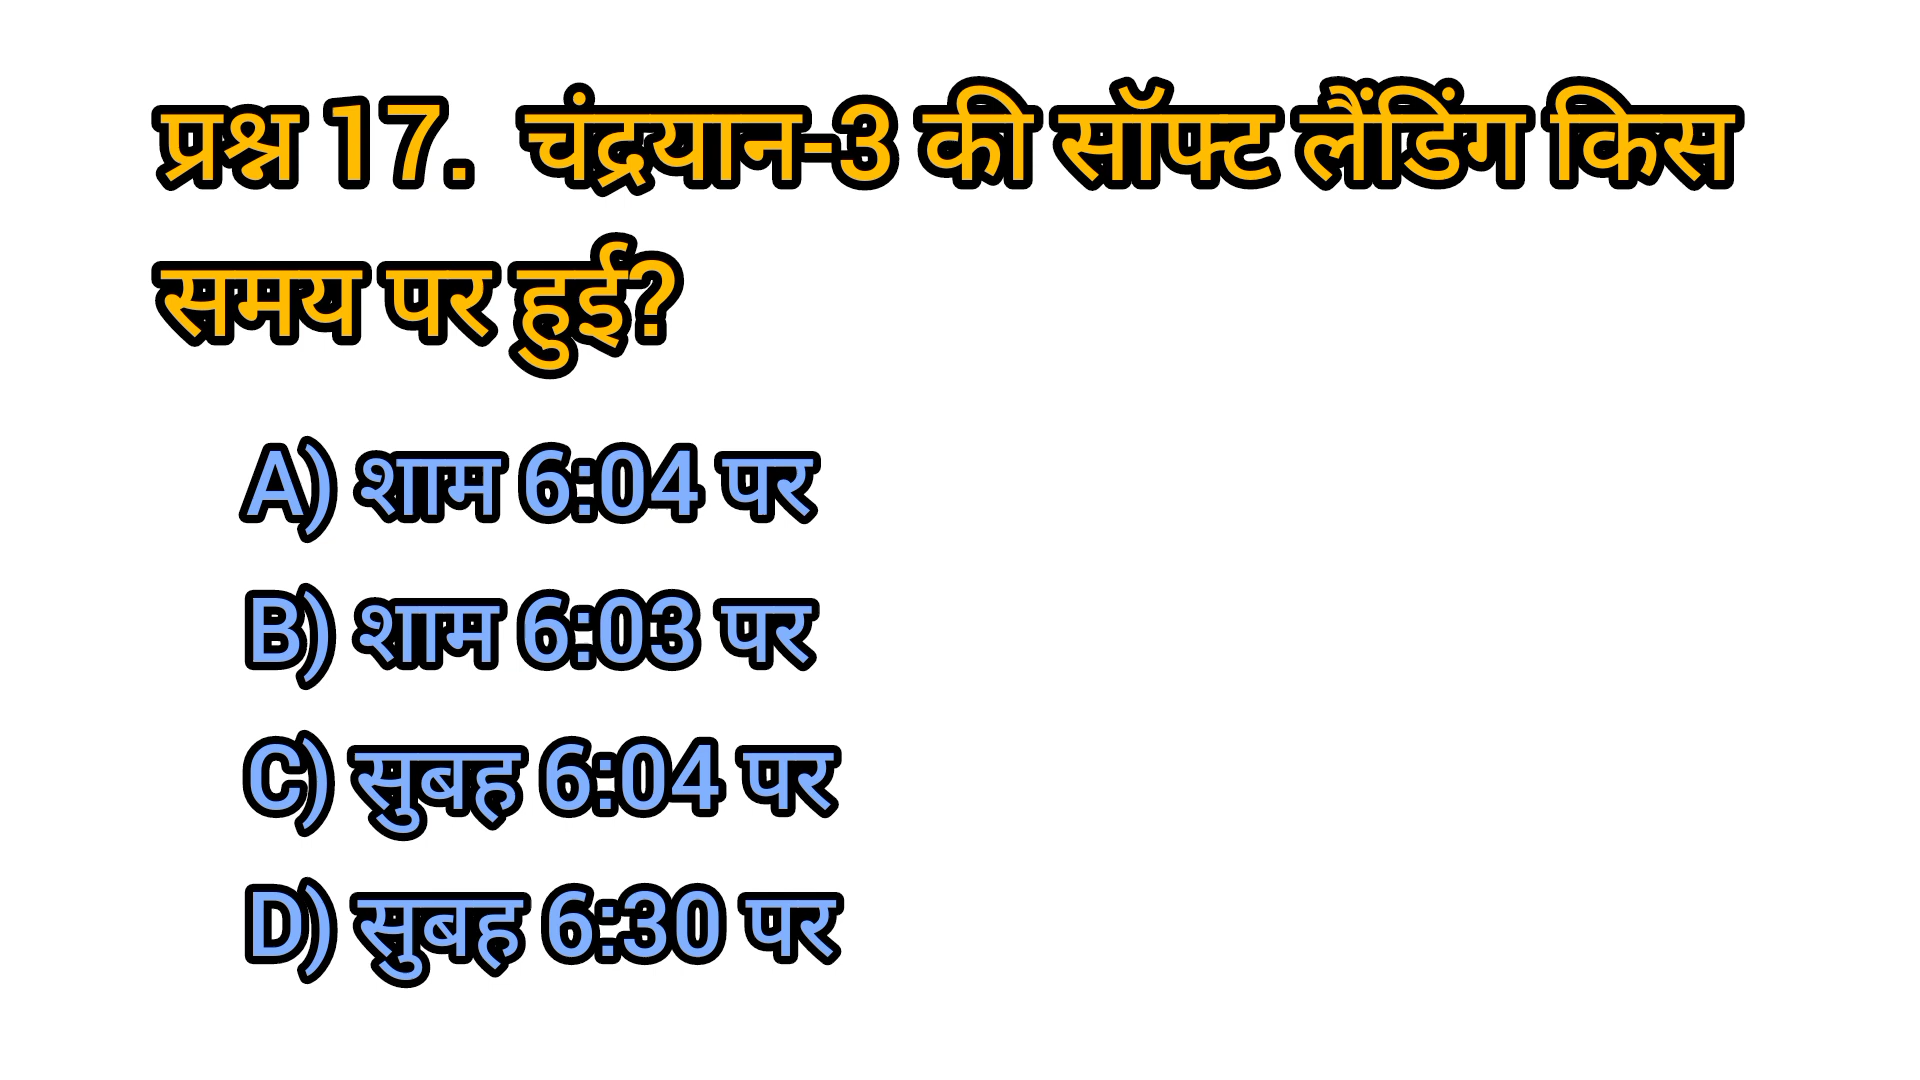 प्रश्न 17. चंद्रयान-3 की सॉफ्ट लैंडिंग किस
समय पर हुई?
A) शाम 6:04 पर
B) शाम 6:03 पर
C) सुबह 6:04 पर
D) सुबह 6:30 पर